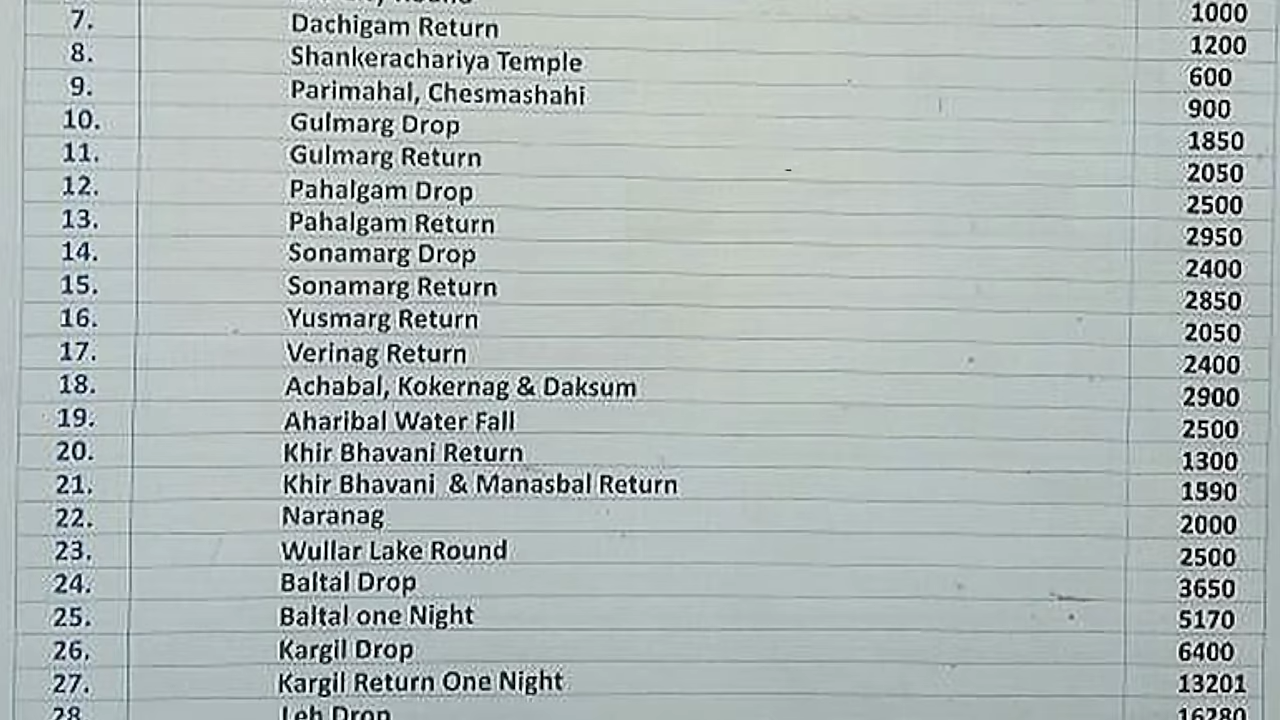 1000
7. Dachigam Return 1200
8. Shankerachariya Temple 600
9. Parimahal, Chesmashahi 900
10. Gulmarg Drop 1850
11. Gulmarg Return 2050
12. Pahalgam Drop 2500
13. Pahalgam Return 2950
14. Sonamarg Drop 2400
15. Sonamarg Return 2850
16. Yusmarg Return 2050
17. Verinag Return 2400
18. Achabal, Kokernag & Daksum 2900
19. Aharibal Water Fall 2500
20. Khir Bhavani Return 1300
21. Khir Bhavani & Manasbal Return 1590
22. Naranag 2000
23. Wullar Lake Round 2500
24. Baltal Drop 3650
25. Baltal one Night 5170
26. Kargil Drop 6400
27. Kargil Return One Night 13201
28. Leh Drop 16280